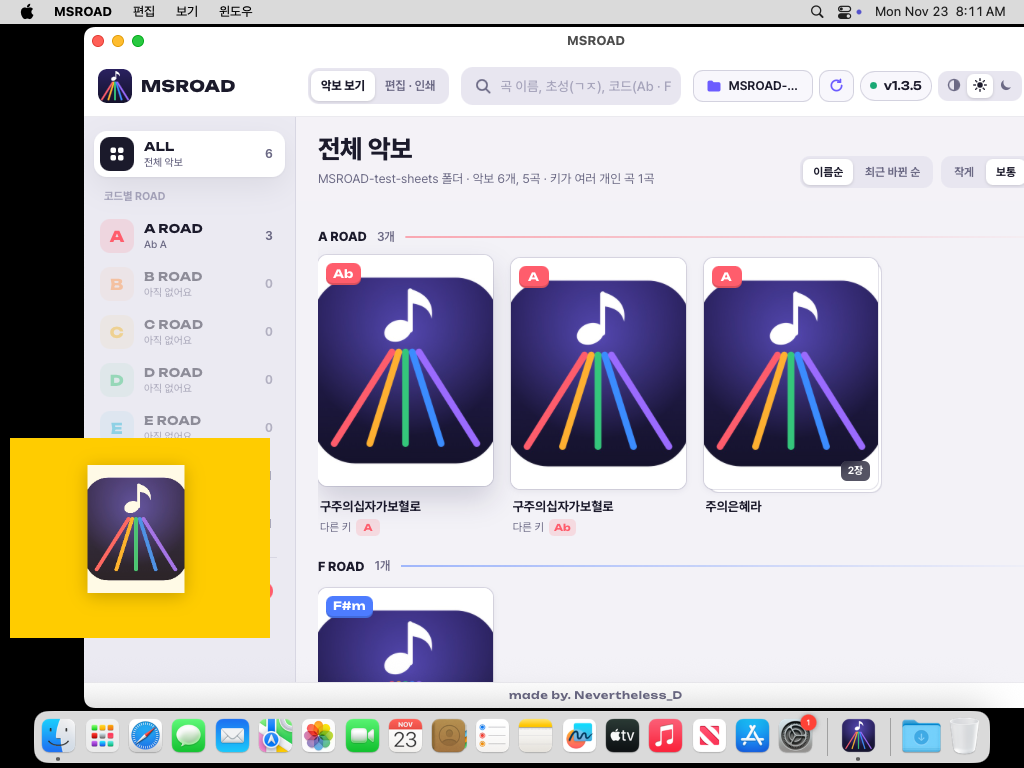 MSROAD 편집 보기 윈도우 Mon Nov 23 8:11 AM
MSROAD
MSROAD
악보 보기 편집 · 인쇄
곡 이름, 초성(ㄱㅈ), 코드(Ab · F
MSROAD-...
v1.3.5
ALL
전체 악보
6
코드별 ROAD
A
A ROAD
Ab A
3
B
B ROAD
아직 없어요
0
C
C ROAD
아직 없어요
0
D
D ROAD
아직 없어요
0
E
E ROAD
아직 없어요
0
전체 악보
MSROAD-test-sheets 폴더 · 악보 6개, 5곡 · 키가 여러 개인 곡 1곡
이름순 최근 바뀐 순
작게 보통
A ROAD 3개
Ab
구주의십자가보혈로
다른 키 A
A
구주의십자가보혈로
다른 키 Ab
A
2장
주의은혜라
F ROAD 1개
F#m
made by. Nevertheless_D
NOV
23
tv
1